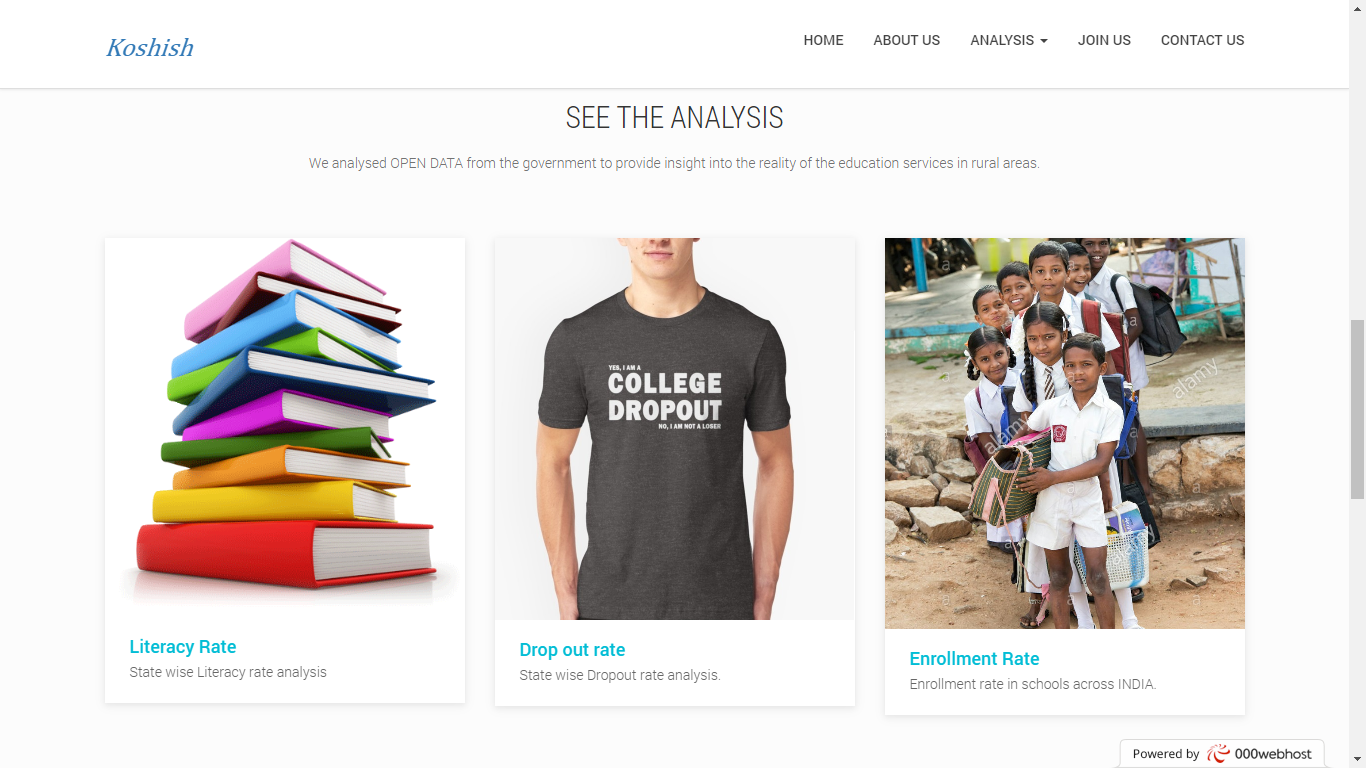 Koshish
HOME ABOUT US ANALYSIS JOIN US CONTACT US
SEE THE ANALYSIS
We analysed OPEN DATA from the government to provide insight into the reality of the education services in rural areas.
YES, I AM A
COLLEGE
DROPOUT
NO, I AM NOT A LOSER
a
a
a
alamy
alamy
a
a
a
Literacy Rate
State wise Literacy rate analysis
Drop out rate
State wise Dropout rate analysis.
Enrollment Rate
Enrollment rate in schools across INDIA.
Powered by 000webhost